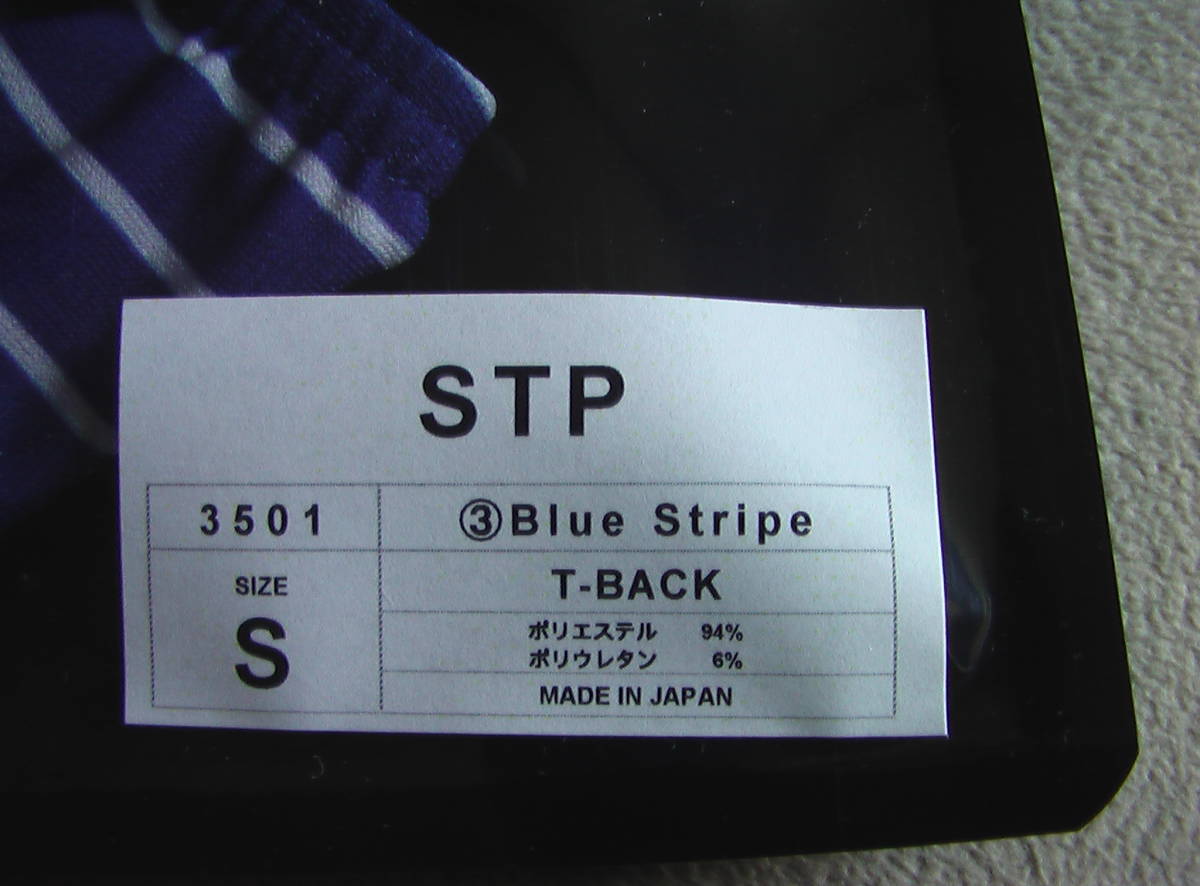 STP
3501
③Blue Stripe
SIZE
S
T-BACK
ポリエステル 94%
ポリウレタン 6%
MADE IN JAPAN